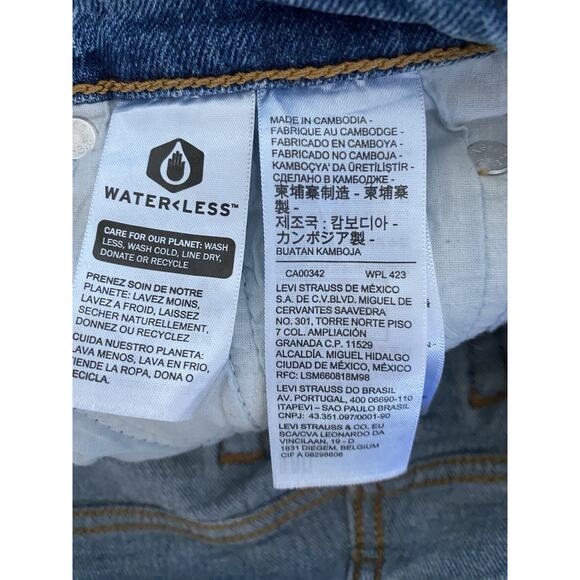 WATER<LESS™
CARE FOR OUR PLANET: WASH
LESS, WASH COLD, LINE DRY,
DONATE OR RECYCLE
PRENEZ SOIN DE NOTRE
PLANETE: LAVEZ MOINS,
LAVEZ A FROID, LAISSEZ
SECHER NATURELLEMENT,
DONNEZ OU RECYCLEZ
CUIDA NUESTRO PLANETA:
LAVA MENOS, LAVA EN FRIO,
TIENDE LA ROPA, DONA O
RECICLA.
MADE IN CAMBODIA -
FABRIQUE AU CAMBODGE -
FABRICADO EN CAMBOYA -
FABRICADO NO CAMBOJA -
KAMBOÇYA' DA ÜRETİLİŞTİR -
СДЕЛАНО В КАМБОДЖЕ -
柬埔寨制造 - 柬埔寨
製 -
제조국 : 캄보디아 -
カンボジア製 -
BUATAN KAMBOJA
CA00342 WPL 423
LEVI STRAUSS DE MÉXICO
S.A. DE C.V.BLVD. MIGUEL DE
CERVANTES SAAVEDRA
NO. 301, TORRE NORTE PISO
7 COL. AMPLIACIÓN
GRANADA C.P. 11529
ALCALDÍA. MIGUEL HIDALGO
CIUDAD DE MÉXICO, MÉXICO
RFC: LSM660818M98
LEVI STRAUSS DO BRASIL
AV. PORTUGAL, 400 06690-110
ITAPEVI – SAO PAULO BRASIL
CNPJ: 43.351.097/0001-90
LEVI STRAUSS & CO. EU
SCA/CVA LEONARDO DA
VINCILAAN, 19 - D
1831 DIEGEM, BELGIUM
CIF A 08298606